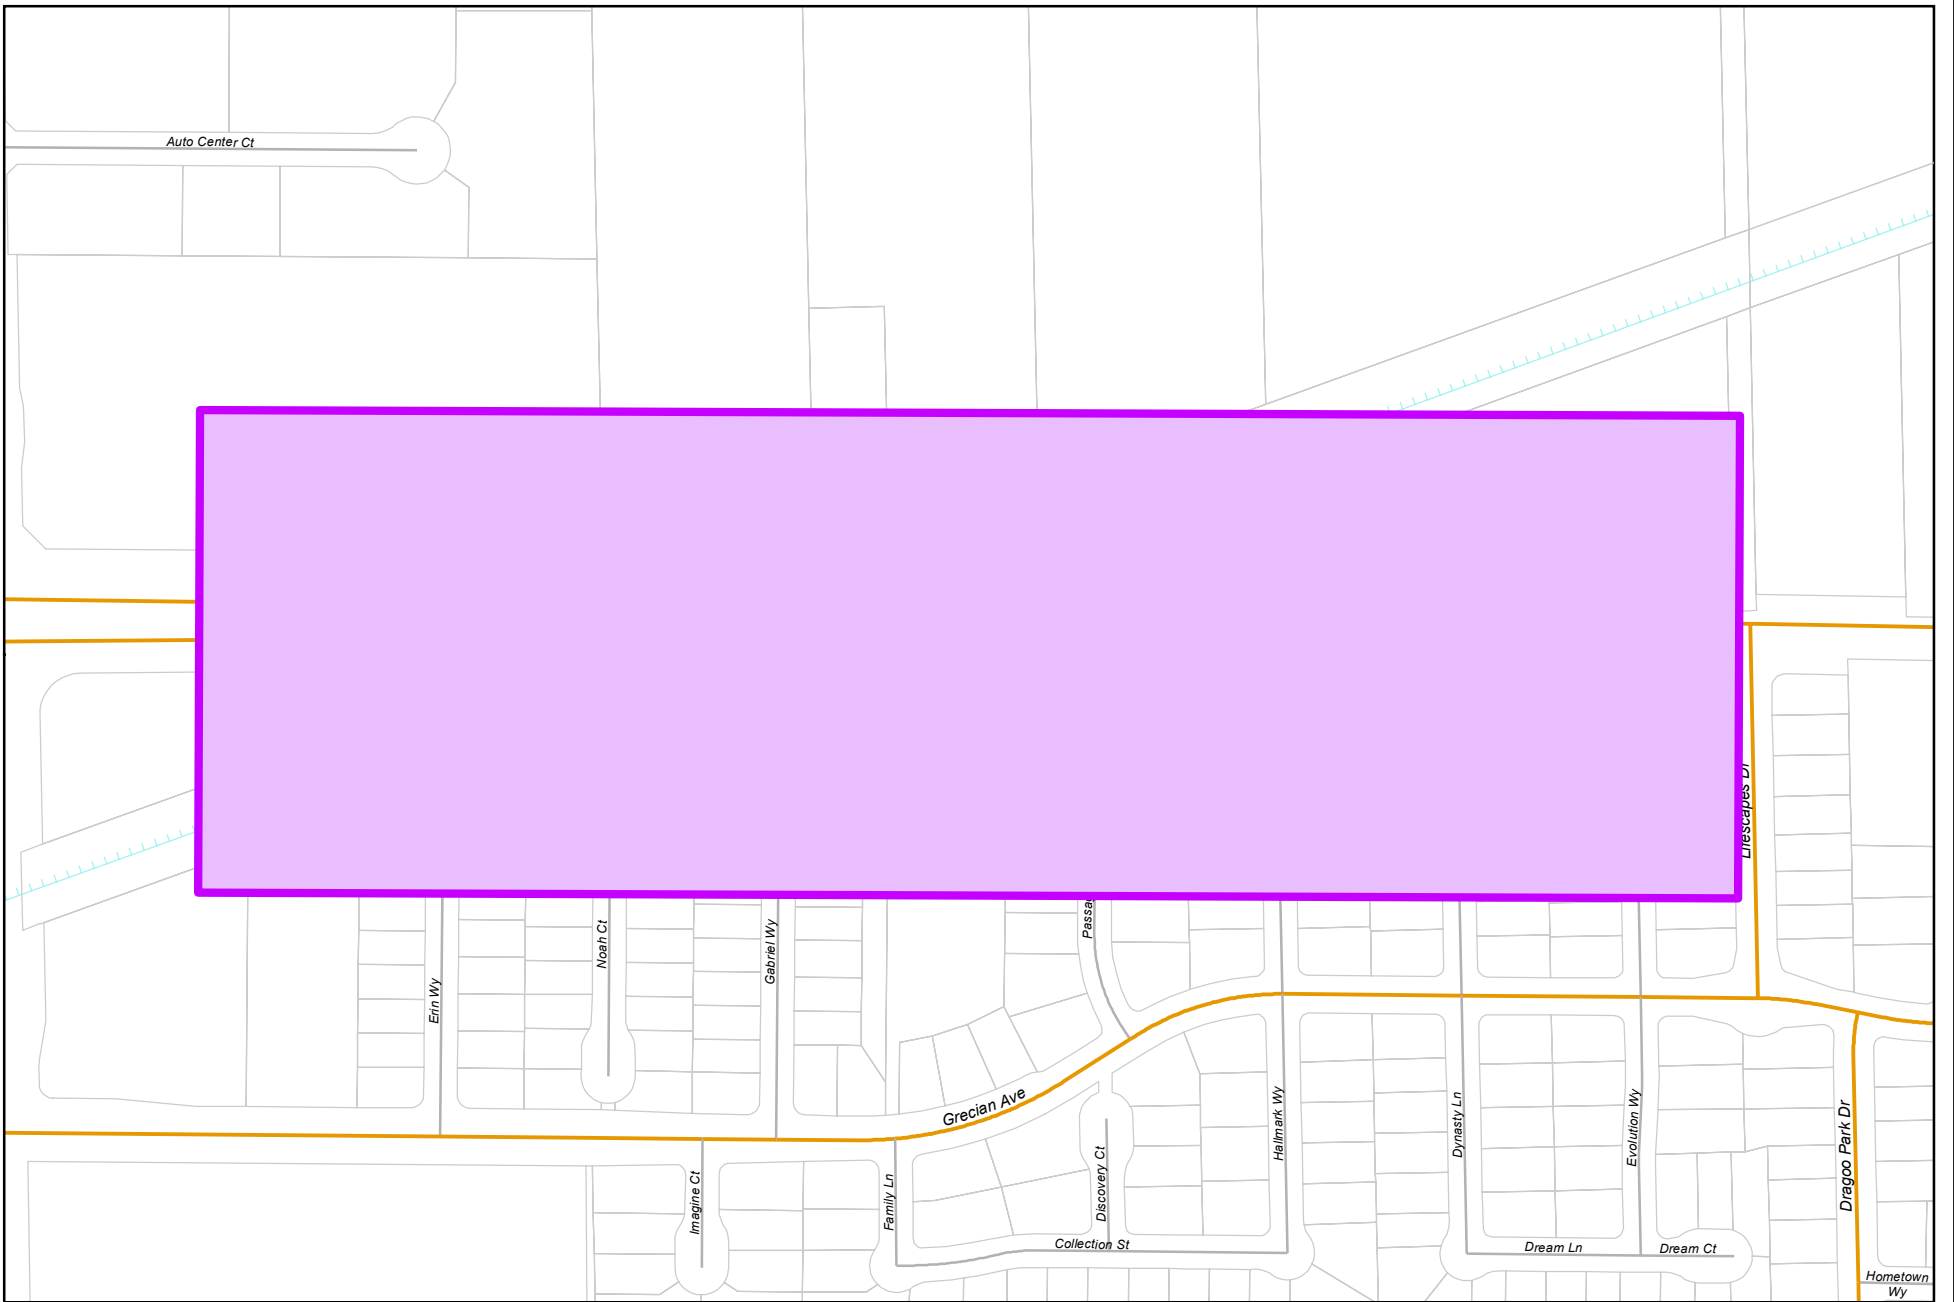 Auto Center Ct
Lifescapes Dr
Noah Ct
Gabriel Wy
Erin Wy
Grecian Ave
Hallmark Wy
Dynasty Ln
Evolution Wy
Dragoo Park Dr
Imagine Ct
Family Ln
Discovery Ct
Collection St
Dream Ln
Dream Ct
Hometown
Wy